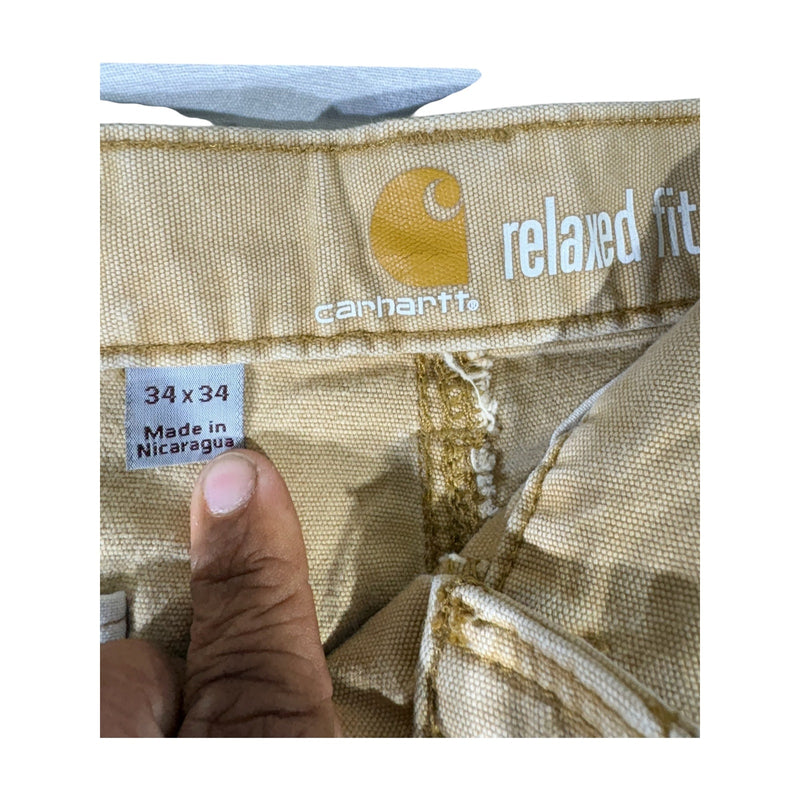 relaxed fit
carhartt®
34 x 34
Made in
Nicaragua